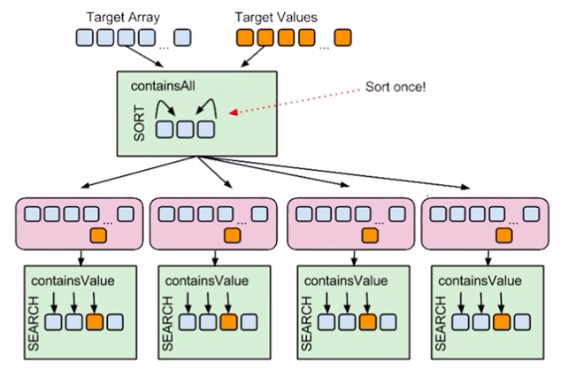 Target Array
Target Values
...
...
containsAll
SORT
Sort once!
...
...
...
...
containsValue
SEARCH
containsValue
SEARCH
containsValue
SEARCH
containsValue
SEARCH